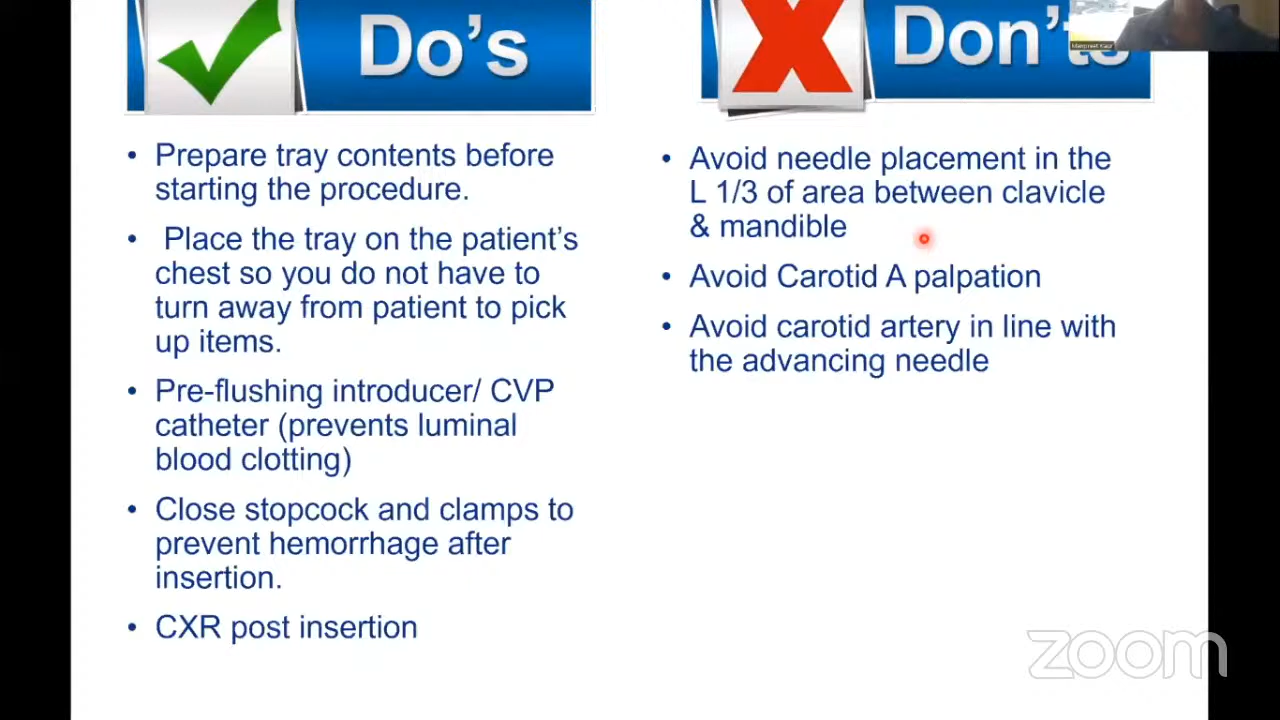 Do's
• Prepare tray contents before
starting the procedure.
• Place the tray on the patient's
chest so you do not have to
turn away from patient to pick
up items.
• Pre-flushing introducer/ CVP
catheter (prevents luminal
blood clotting)
• Close stopcock and clamps to
prevent hemorrhage after
insertion.
• CXR post insertion
Don'ts
• Avoid needle placement in the
L 1/3 of area between clavicle
& mandible
• Avoid Carotid A palpation
• Avoid carotid artery in line with
the advancing needle
Manpreet Kaur
zoom